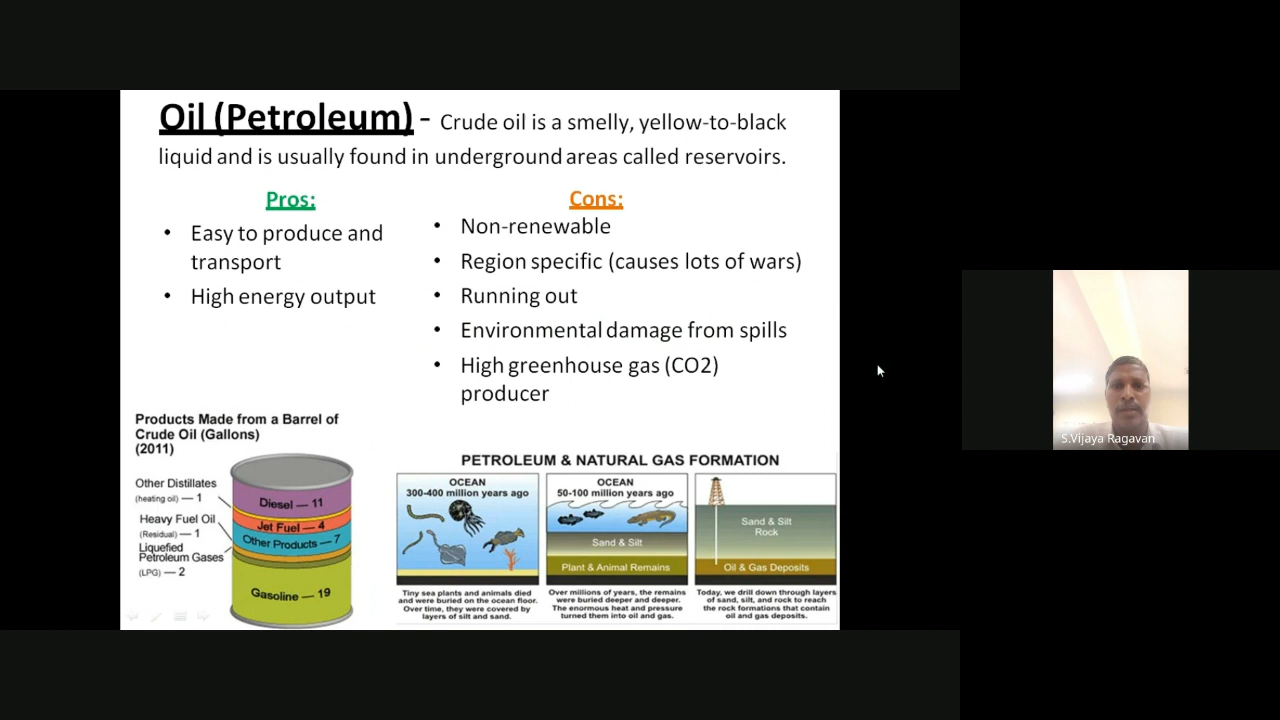 Oil (Petroleum) - Crude oil is a smelly, yellow-to-black
liquid and is usually found in underground areas called reservoirs.
Pros:
• Easy to produce and
transport
• High energy output
Cons:
• Non-renewable
• Region specific (causes lots of wars)
• Running out
• Environmental damage from spills
• High greenhouse gas (CO2)
producer
Products Made from a Barrel of
Crude Oil (Gallons)
(2011)
Other Distillates
(heating oil) — 1
Heavy Fuel Oil
(Residual) — 1
Liquefied
Petroleum Gases
(LPG) — 2
Diesel — 11
Jet Fuel — 4
Other Products — 7
Gasoline — 19
PETROLEUM & NATURAL GAS FORMATION
OCEAN
300-400 million years ago
Tiny sea plants and animals died
and were buried on the ocean floor.
Over time, they were covered by
layers of silt and sand.
OCEAN
50-100 million years ago
Sand & Silt
Plant & Animal Remains
Over millions of years, the remains
were buried deeper and deeper.
The enormous heat and pressure
turned them into oil and gas.
Sand & Silt
Rock
Oil & Gas Deposits
Today, we drill down through layers
of sand, silt, and rock to reach
the rock formations that contain
oil and gas deposits.
S.Vijaya Ragavan